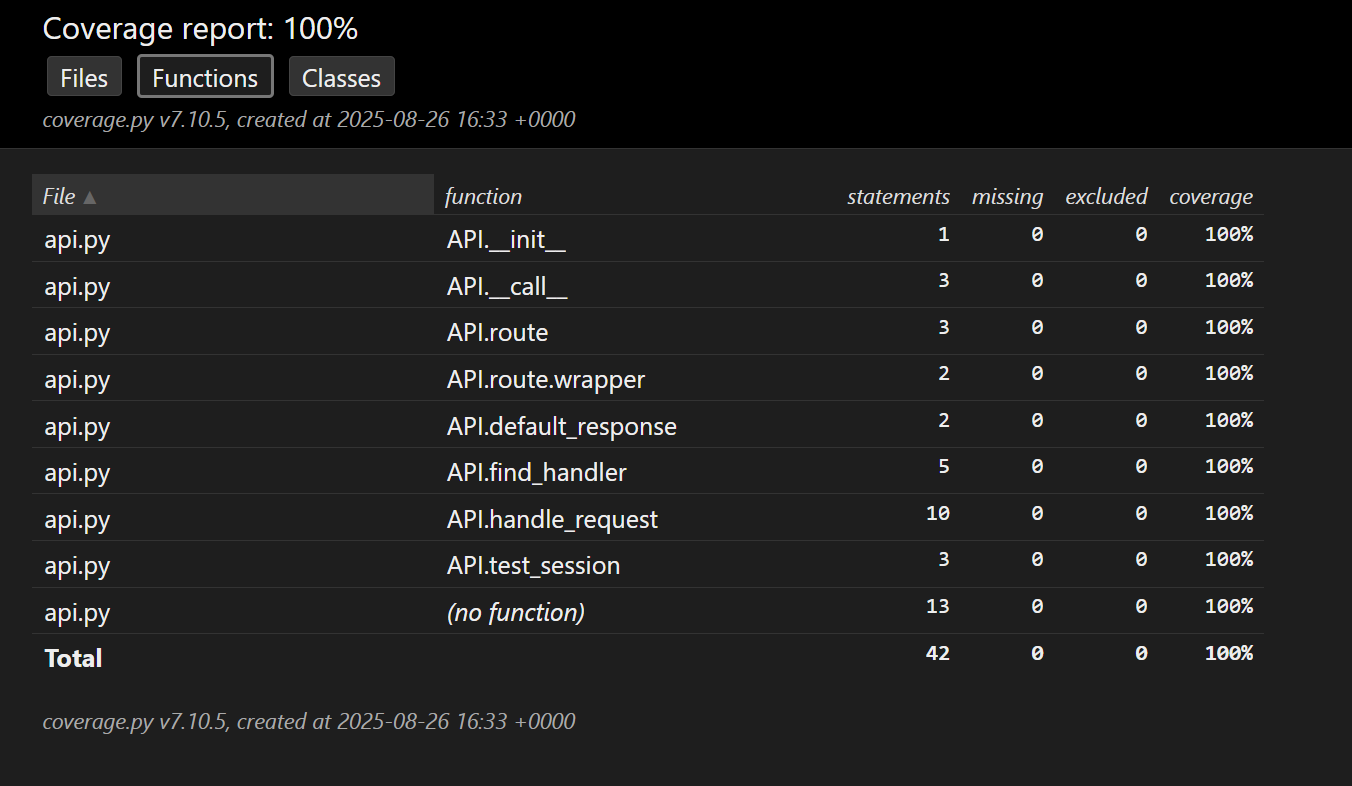 Coverage report: 100%
Files Functions Classes
coverage.py v7.10.5, created at 2025-08-26 16:33 +0000
File ▲ function statements missing excluded coverage
api.py API.__init__ 1 0 0 100%
api.py API.__call__ 3 0 0 100%
api.py API.route 3 0 0 100%
api.py API.route.wrapper 2 0 0 100%
api.py API.default_response 2 0 0 100%
api.py API.find_handler 5 0 0 100%
api.py API.handle_request 10 0 0 100%
api.py API.test_session 3 0 0 100%
api.py (no function) 13 0 0 100%
Total 42 0 0 100%
coverage.py v7.10.5, created at 2025-08-26 16:33 +0000